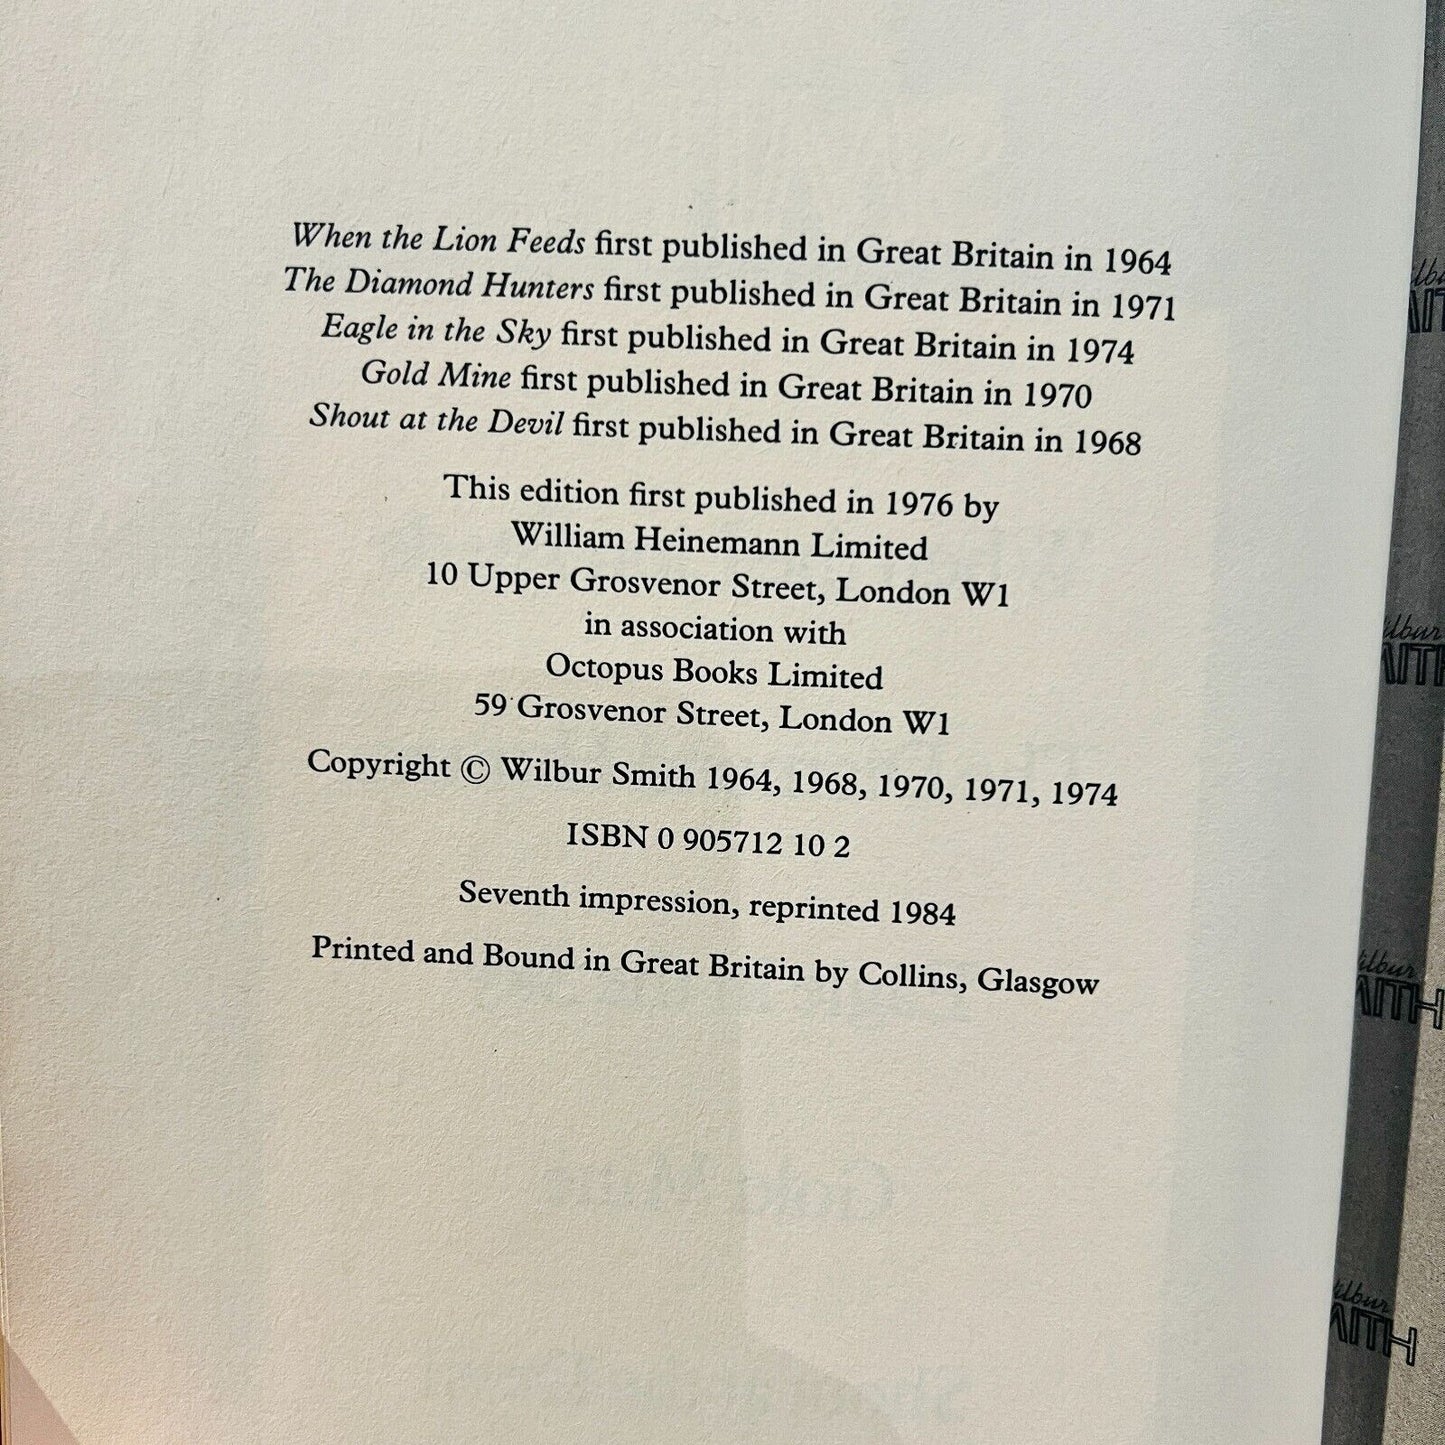 When the Lion Feeds first published in Great Britain in 1964
The Diamond Hunters first published in Great Britain in 1971
Eagle in the Sky first published in Great Britain in 1974
Gold Mine first published in Great Britain in 1970
Shout at the Devil first published in Great Britain in 1968
This edition first published in 1976 by
William Heinemann Limited
10 Upper Grosvenor Street, London W1
in association with
Octopus Books Limited
59 Grosvenor Street, London W1
Copyright © Wilbur Smith 1964, 1968, 1970, 1971, 1974
ISBN 0 905712 10 2
Seventh impression, reprinted 1984
Printed and Bound in Great Britain by Collins, Glasgow